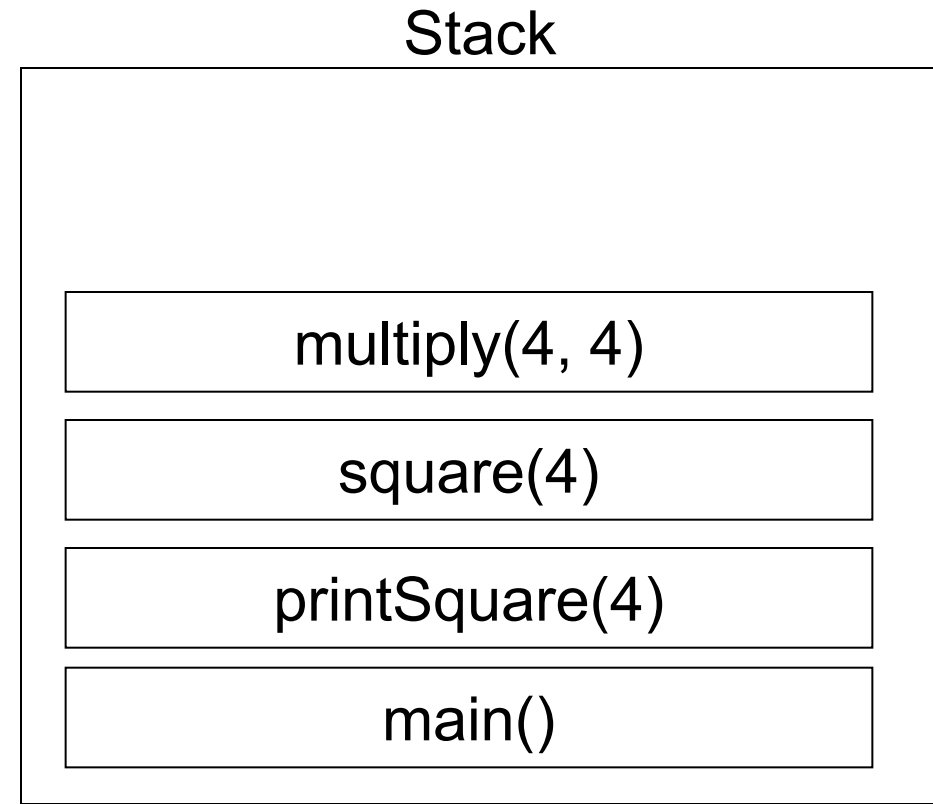 Stack
multiply(4, 4)
square(4)
printSquare(4)
main()